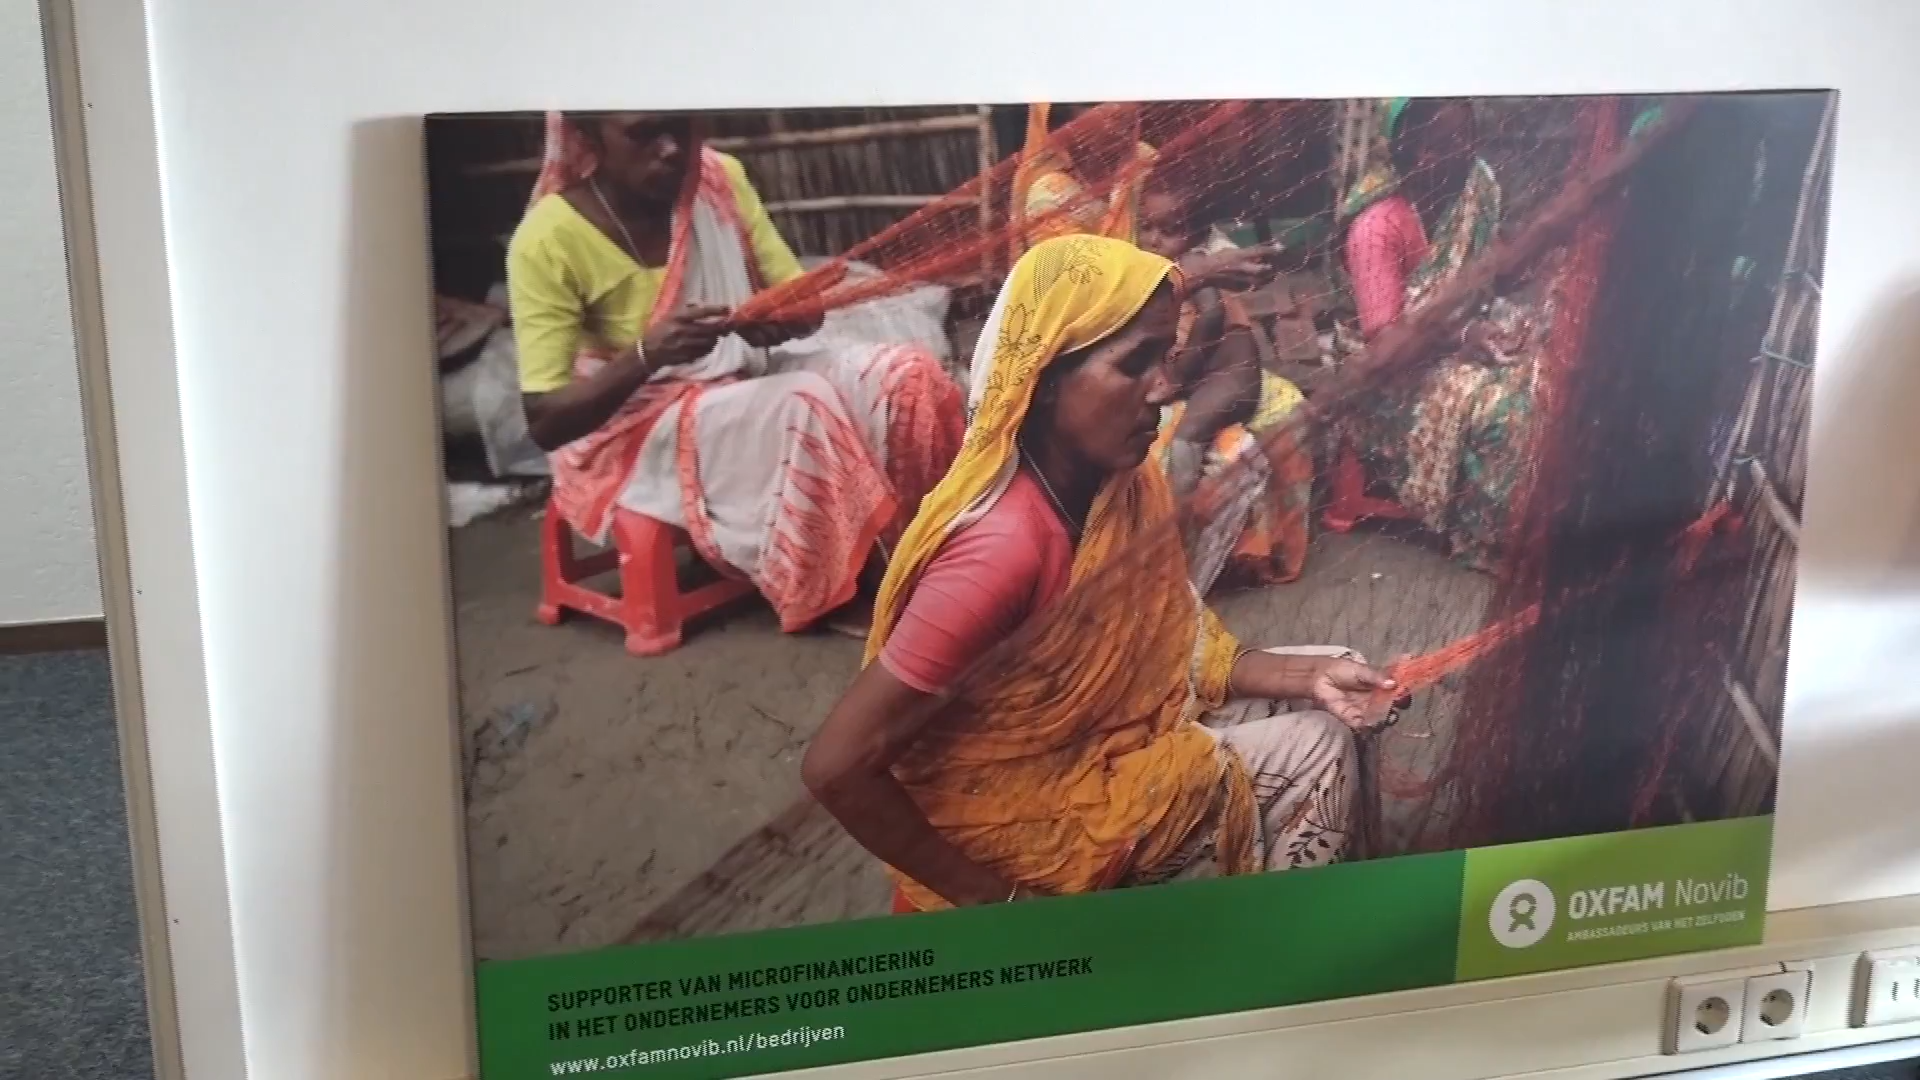 SUPPORTER VAN MICROFINANCIERING
IN HET ONDERNEMERS VOOR ONDERNEMERS NETWERK
www.oxfamnovib.nl/bedrijven
OXFAM Novib
AMBASSADEURS VAN HET ZELFDOEN